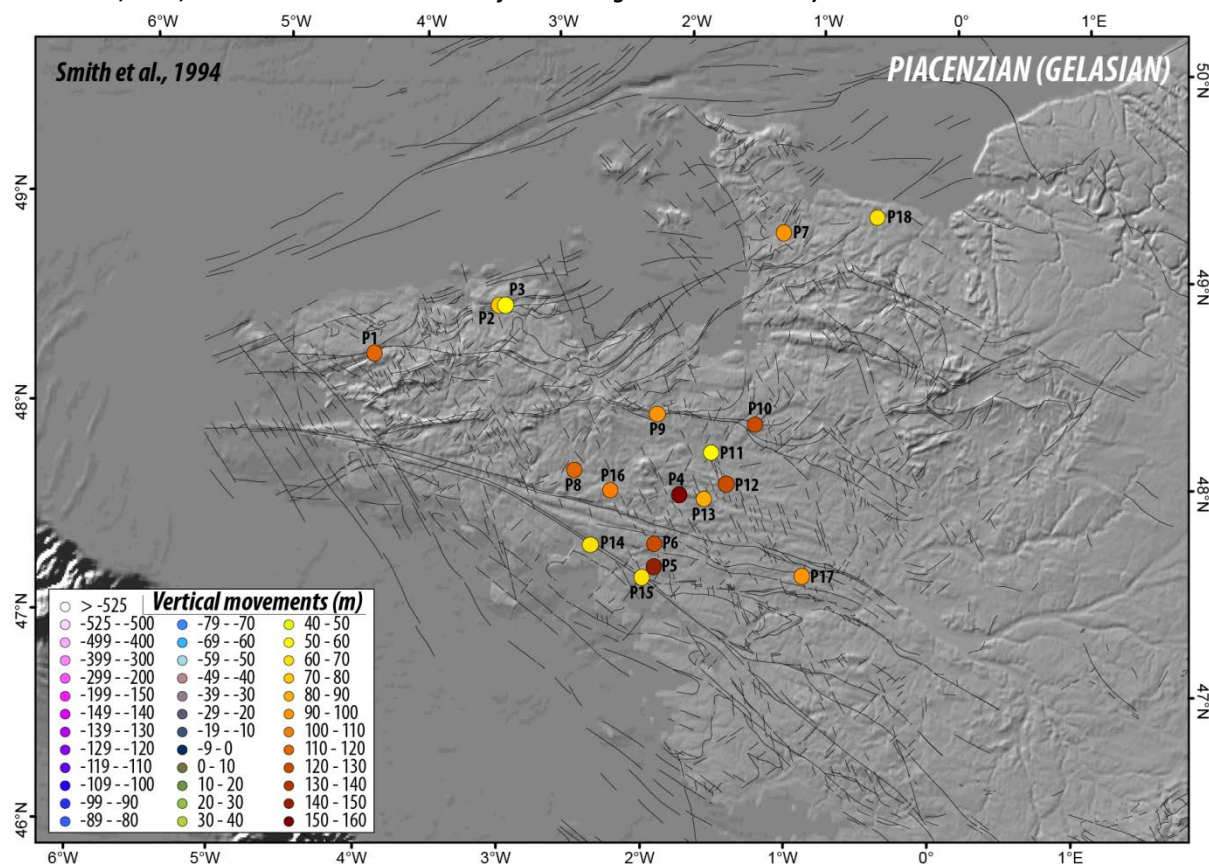 6°W 5°W 4°W 3°W 2°W 1°W 0° 1°E
Smith et al., 1994
PIACENZIAN (GELASIAN)
50°N
49°N
P18
P7
49°N
P3
P2
P1
48°N
P10
P9
P11
P8
P16
P4
P12
P13
48°N
P14
P6
P5
P17
P15
47°N
Vertical movements (m)
> -525
-525 - -500
-499 - -400
-399 - -300
-299 - -200
-199 - -150
-149 - -140
-139 - -130
-129 - -120
-119 - -110
-109 - -100
-99 - -90
-89 - -80
-79 - -70
-69 - -60
-59 - -50
-49 - -40
-39 - -30
-29 - -20
-19 - -10
-9 - 0
0 - 10
10 - 20
20 - 30
30 - 40
40 - 50
50 - 60
60 - 70
70 - 80
80 - 90
90 - 100
100 - 110
110 - 120
120 - 130
130 - 140
140 - 150
150 - 160
47°N
46°N
6°W 5°W 4°W 3°W 2°W 1°W 0° 1°E